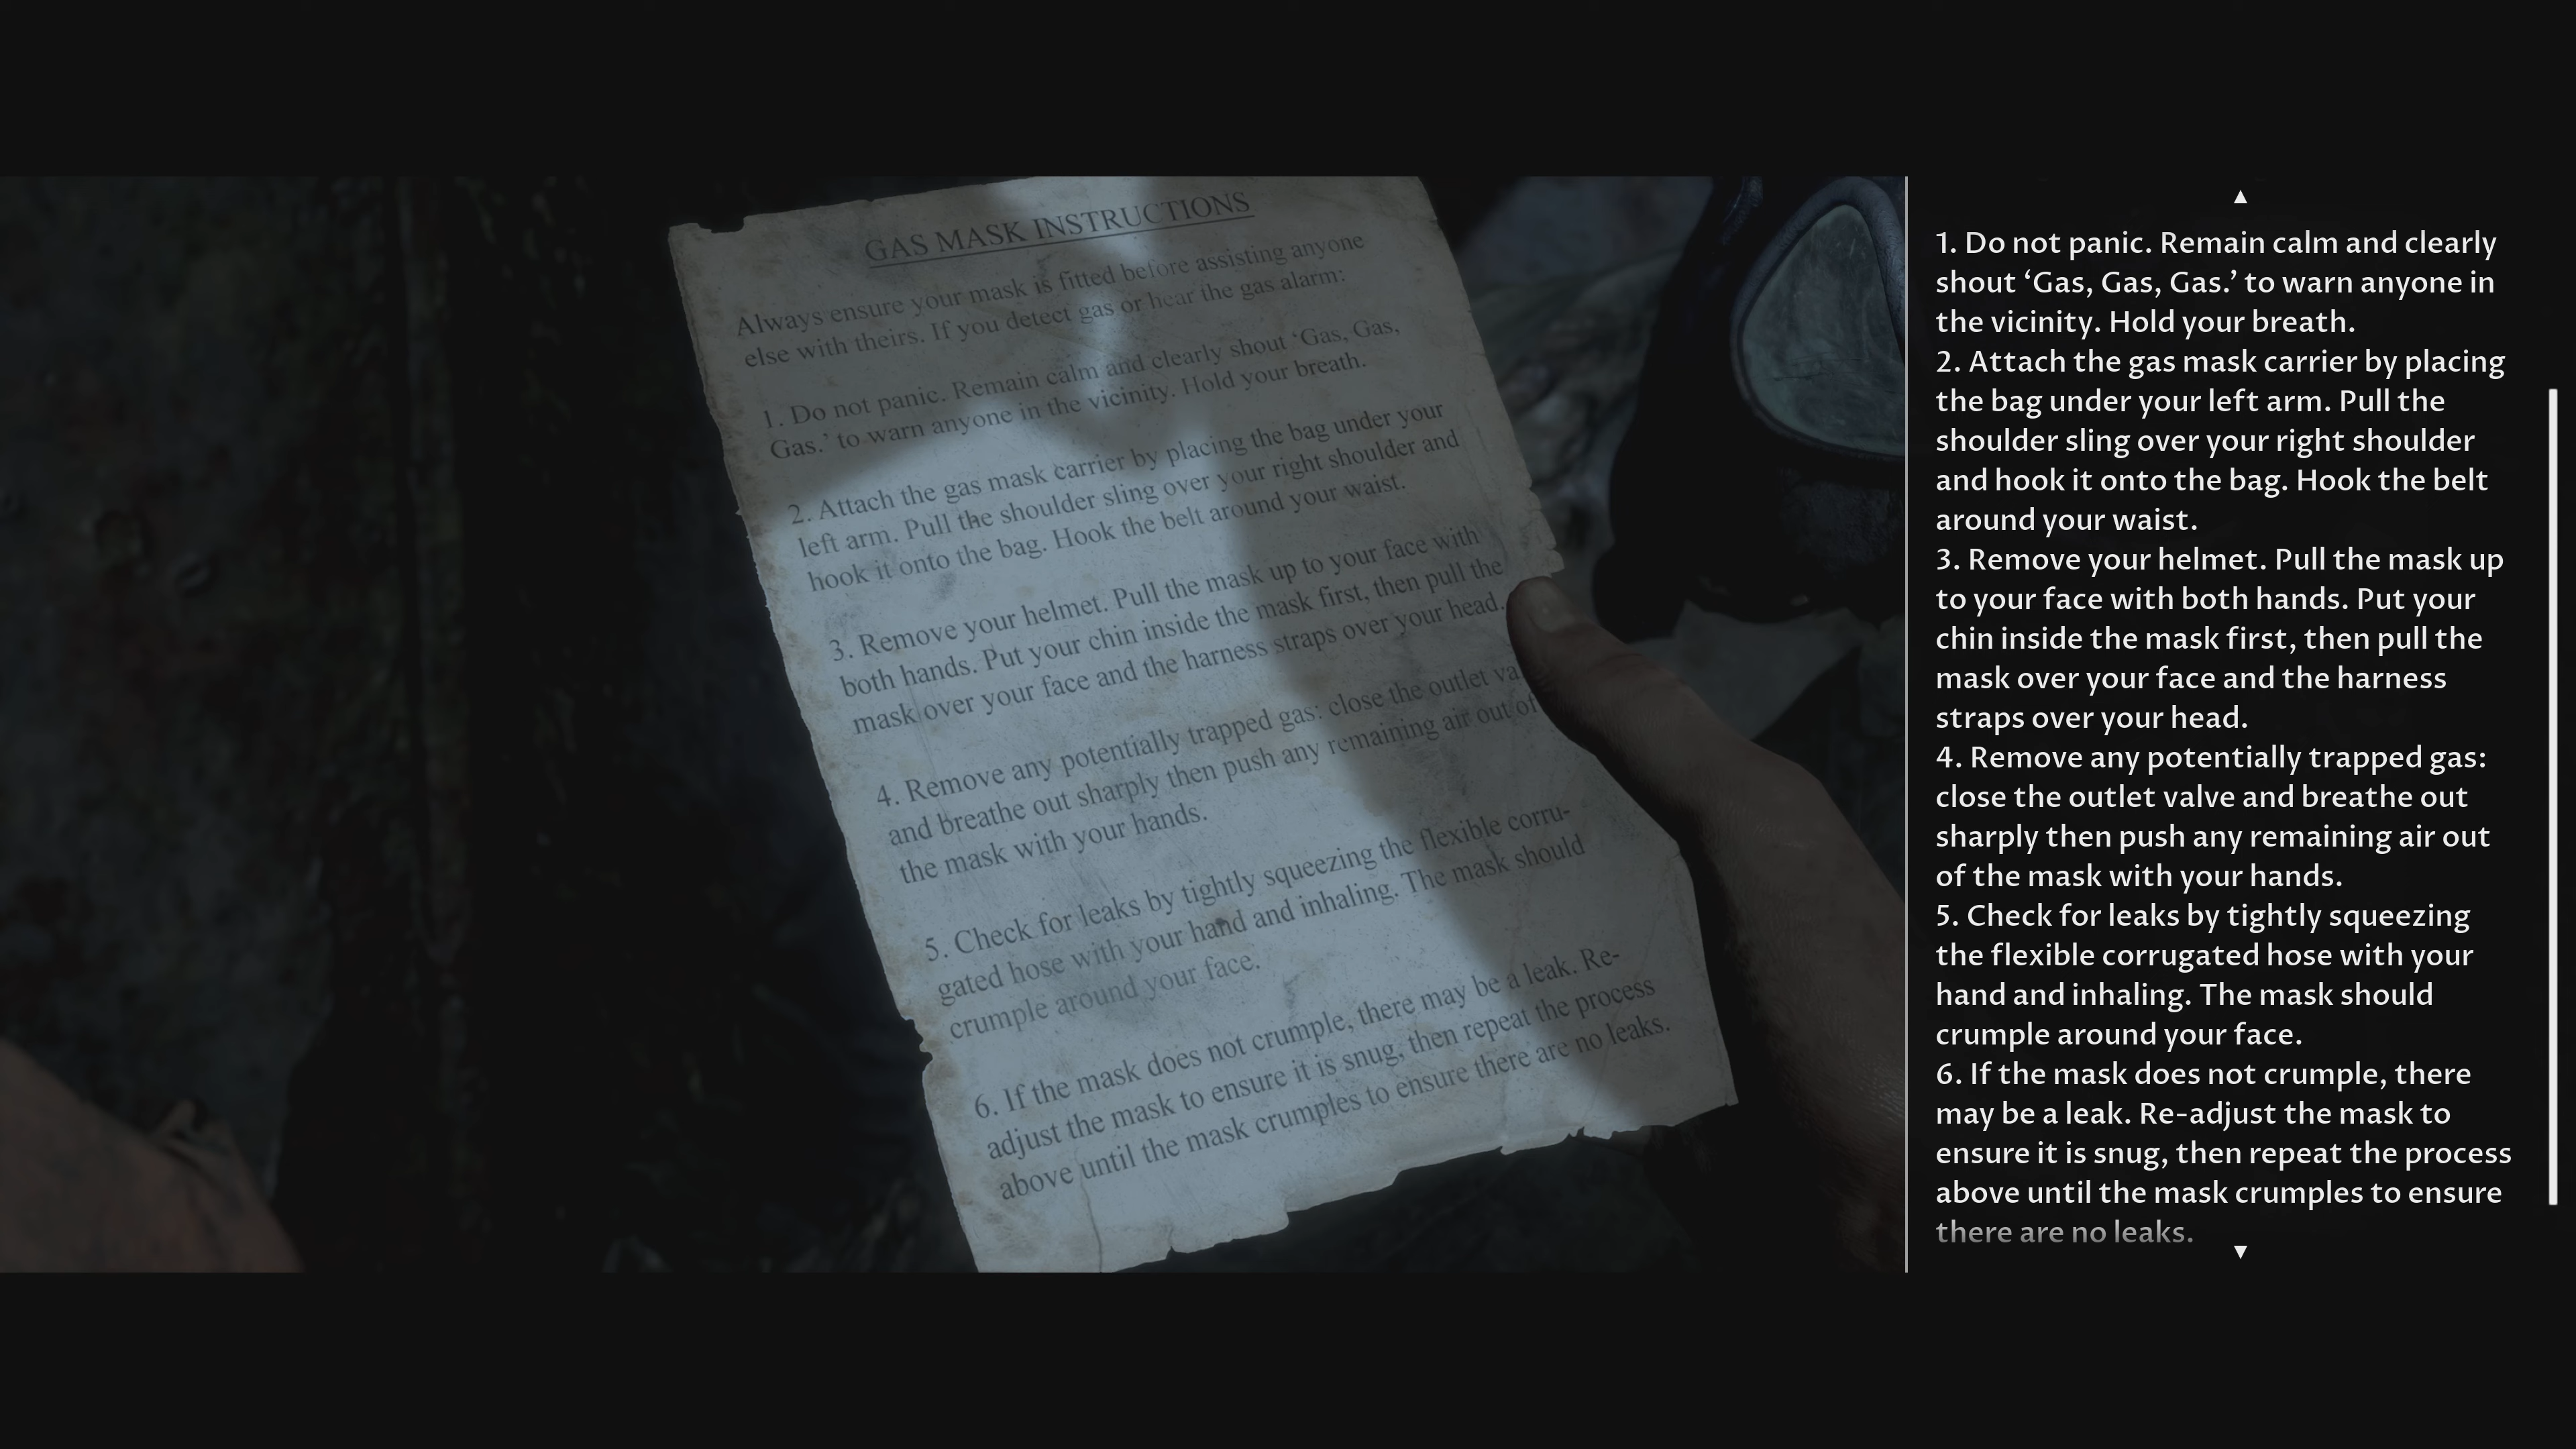 GAS MASK INSTRUCTIONS
Always ensure your mask is fitted before assisting anyone
else with theirs. If you detect gas or hear the gas alarm:
1. Do not panic. Remain calm and clearly shout ‘Gas, Gas,
Gas.’ to warn anyone in the vicinity. Hold your breath.
2. Attach the gas mask carrier by placing the bag under your
left arm. Pull the shoulder sling over your right shoulder and
hook it onto the bag. Hook the belt around your waist.
3. Remove your helmet. Pull the mask up to your face with
both hands. Put your chin inside the mask first, then pull the
mask over your face and the harness straps over your head.
4. Remove any potentially trapped gas: close the outlet va
and breathe out sharply then push any remaining air out of
the mask with your hands.
5. Check for leaks by tightly squeezing the flexible corru-
gated hose with your hand and inhaling. The mask should
crumple around your face.
6. If the mask does not crumple, there may be a leak. Re-
adjust the mask to ensure it is snug, then repeat the process
above until the mask crumples to ensure there are no leaks.
1. Do not panic. Remain calm and clearly
shout ‘Gas, Gas, Gas.’ to warn anyone in
the vicinity. Hold your breath.
2. Attach the gas mask carrier by placing
the bag under your left arm. Pull the
shoulder sling over your right shoulder
and hook it onto the bag. Hook the belt
around your waist.
3. Remove your helmet. Pull the mask up
to your face with both hands. Put your
chin inside the mask first, then pull the
mask over your face and the harness
straps over your head.
4. Remove any potentially trapped gas:
close the outlet valve and breathe out
sharply then push any remaining air out
of the mask with your hands.
5. Check for leaks by tightly squeezing
the flexible corrugated hose with your
hand and inhaling. The mask should
crumple around your face.
6. If the mask does not crumple, there
may be a leak. Re-adjust the mask to
ensure it is snug, then repeat the process
above until the mask crumples to ensure
there are no leaks.